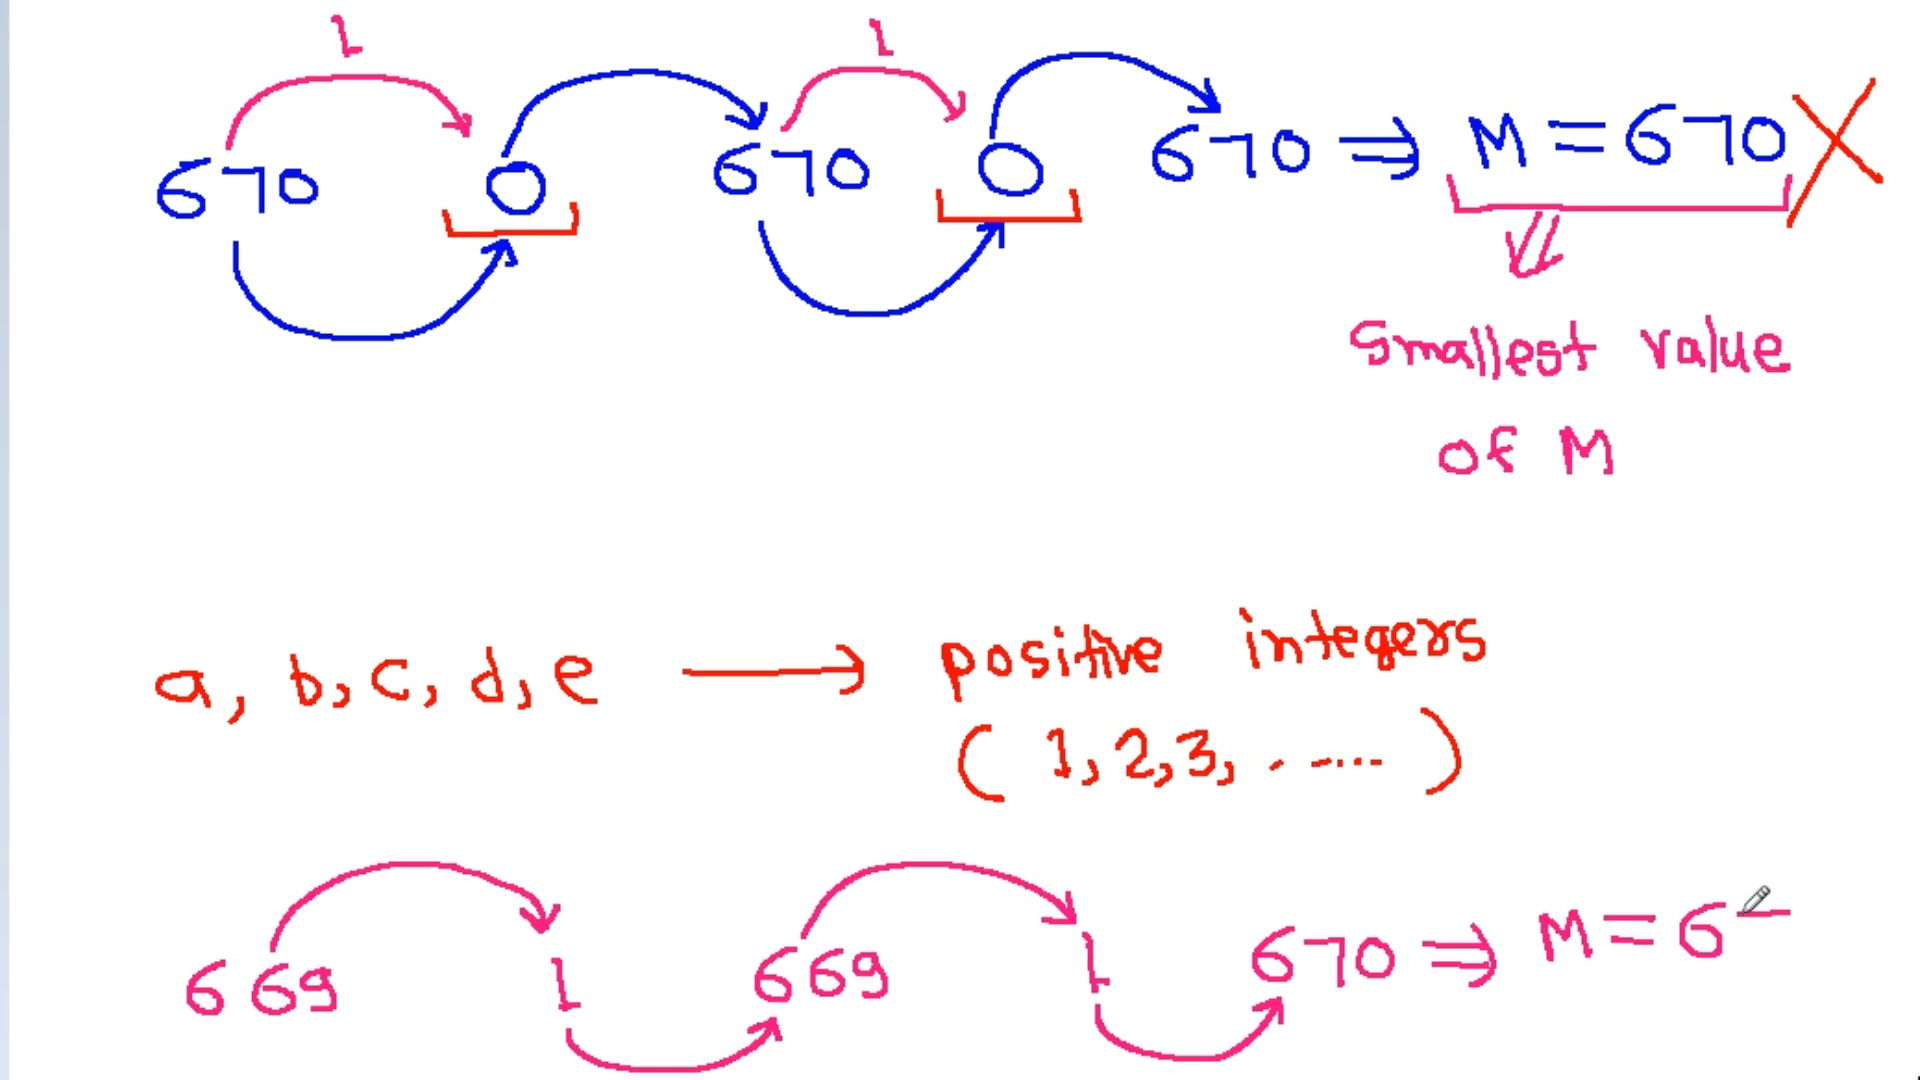 1 1
670 0 670 0 670 ⇒ M = 670
Smallest value
of M
a, b, c, d, e → positive integers
(1, 2, 3, ......)
669 1 669 1 670 ⇒ M = 6